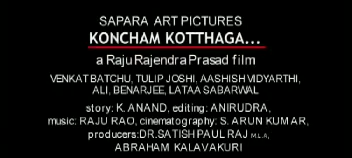 SAPARA ART PICTURES
KONCHAM KOTTHAGA...
a Raju Rajendra Prasad film
VENKAT BATCHU, TULIP JOSHI, AASHISH VIDYARTHI,
ALI, BENARJEE, LATAA SABARWAL
story: K. ANAND, editing: ANIRUDRA,
music: RAJU RAO, cinematography: S. ARUN KUMAR,
producers:DR.SATISH PAUL RAJ M.L.A,
ABRAHAM KALAVAKURI